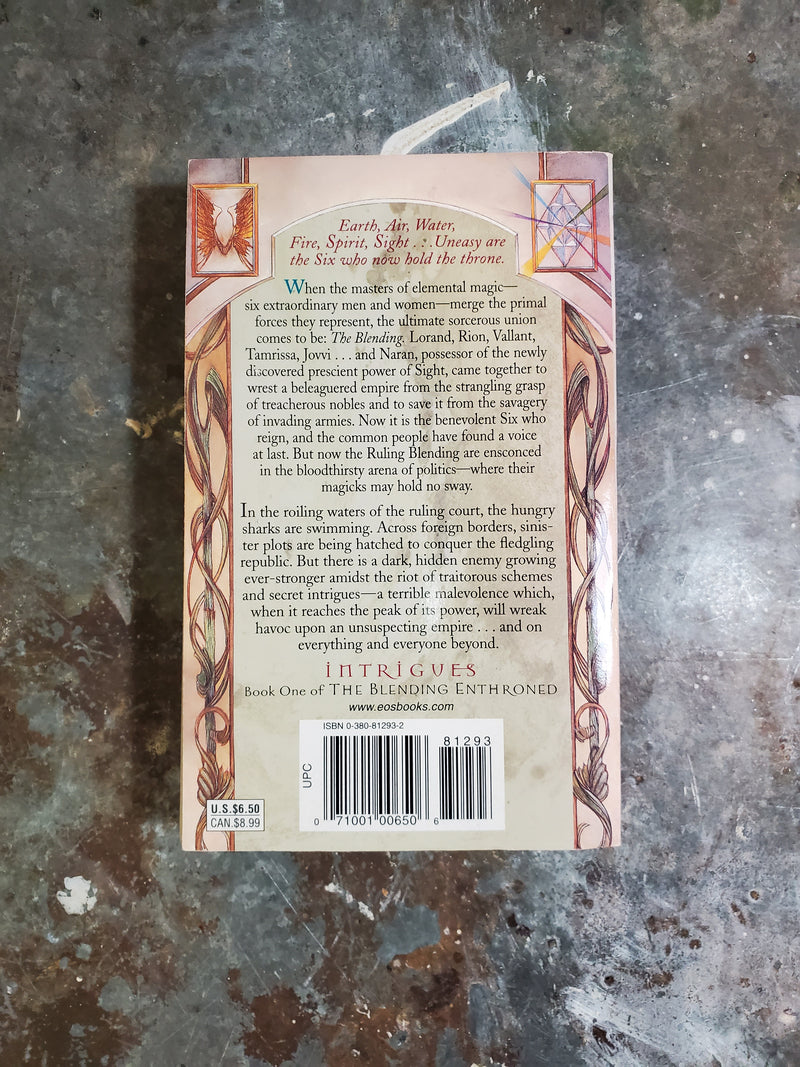 Earth, Air, Water,
Fire, Spirit, Sight . . . Uneasy are
the Six who now hold the throne.
When the masters of elemental magic—
six extraordinary men and women—merge the primal
forces they represent, the ultimate sorcerous union
comes to be: The Blending. Lorand, Rion, Vallant,
Tamrissa, Jovvi . . . and Naran, possessor of the newly
discovered prescient power of Sight, came together to
wrest a beleaguered empire from the strangling grasp
of treacherous nobles and to save it from the savagery
of invading armies. Now it is the benevolent Six who
reign, and the common people have found a voice
at last. But now the Ruling Blending are ensconced
in the bloodthirsty arena of politics—where their
magicks may hold no sway.
In the roiling waters of the ruling court, the hungry
sharks are swimming. Across foreign borders, sinis-
ter plots are being hatched to conquer the fledgling
republic. But there is a dark, hidden enemy growing
ever-stronger amidst the riot of traitorous schemes
and secret intrigues—a terrible malevolence which,
when it reaches the peak of its power, will wreak
havoc upon an unsuspecting empire . . . and on
everything and everyone beyond.
INTRIGUES
Book One of THE BLENDING ENTHRONED
www.eosbooks.com
ISBN 0-380-81293-2
81293
UPC
0 71001 00650 6
U.S.$6.50
CAN.$8.99